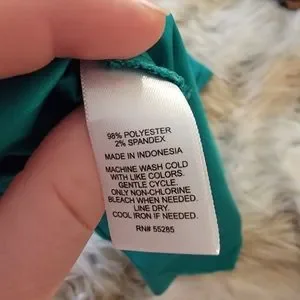 98% POLYESTER
2% SPANDEX
MADE IN INDONESIA
MACHINE WASH COLD
WITH LIKE COLORS.
GENTLE CYCLE.
ONLY NON-CHLORINE
BLEACH WHEN NEEDED.
LINE DRY.
COOL IRON IF NEEDED.
RN# 55285